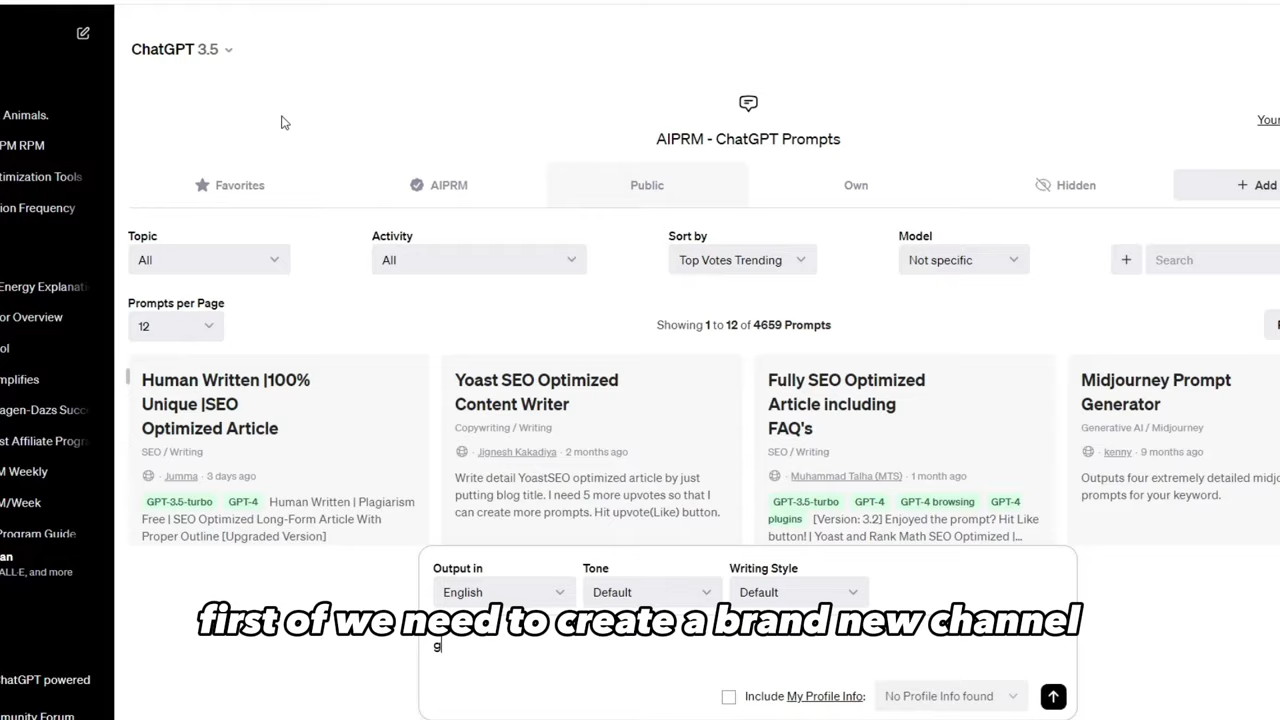 ChatGPT 3.5
AIPRM - ChatGPT Prompts
Your
Favorites
AIPRM
Public
Own
Hidden
+ Add
Topic
Activity
Sort by
Model
All
All
Top Votes Trending
Not specific
+
Search
Prompts per Page
12
Showing 1 to 12 of 4659 Prompts
Human Written |100%
Unique |SEO
Optimized Article
SEO / Writing
Jumma · 3 days ago
GPT-3.5-turbo GPT-4 Human Written | Plagiarism
Free | SEO Optimized Long-Form Article With
Proper Outline [Upgraded Version]
Yoast SEO Optimized
Content Writer
Copywriting / Writing
Jignesh Kakadiya · 2 months ago
Write detail YoastSEO optimized article by just
putting blog title. I need 5 more upvotes so that I
can create more prompts. Hit upvote(Like) button.
Fully SEO Optimized
Article including
FAQ's
SEO / Writing
Muhammad Talha (MTS) · 1 month ago
GPT-3.5-turbo GPT-4 GPT-4 browsing GPT-4
plugins [Version: 3.2] Enjoyed the prompt? Hit Like
button! | Yoast and Rank Math SEO Optimized |...
Midjourney Prompt
Generator
Generative AI / Midjourney
kenny · 9 months ago
Outputs four extremely detailed mid
prompts for your keyword.
Animals.
PM RPM
timization Tools
ion Frequency
Energy Explanati
or Overview
ol
mplifies
agen-Dazs Succ
st Affiliate Progr
M Weekly
M/Week
Program Guide
an
ALL·E, and more
hatGPT powered
mmunity Forum
Output in
Tone
Writing Style
English
Default
Default
first of we need to create a brand new channel
g
Include My Profile Info:
No Profile Info found